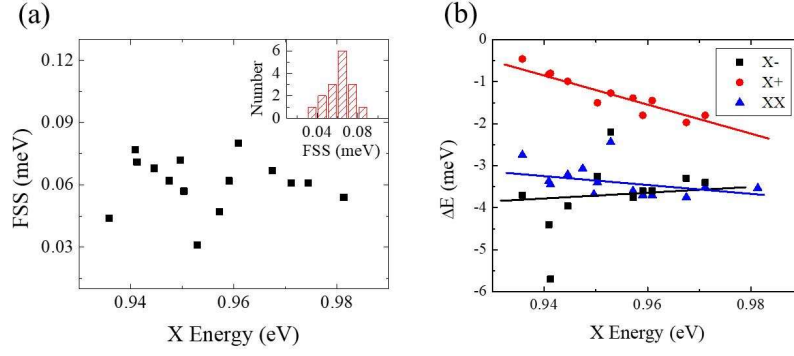 (a)
0.12
0.09
0.06
0.03
FSS (meV)
0.94
0.96
0.98
X Energy (eV)
6
4
2
0
Number
0.04 0.08
FSS (meV)
(b)
0
-1
-2
-3
-4
-5
-6
ΔE (meV)
X-
X+
XX
0.94
0.96
0.98
X Energy (eV)